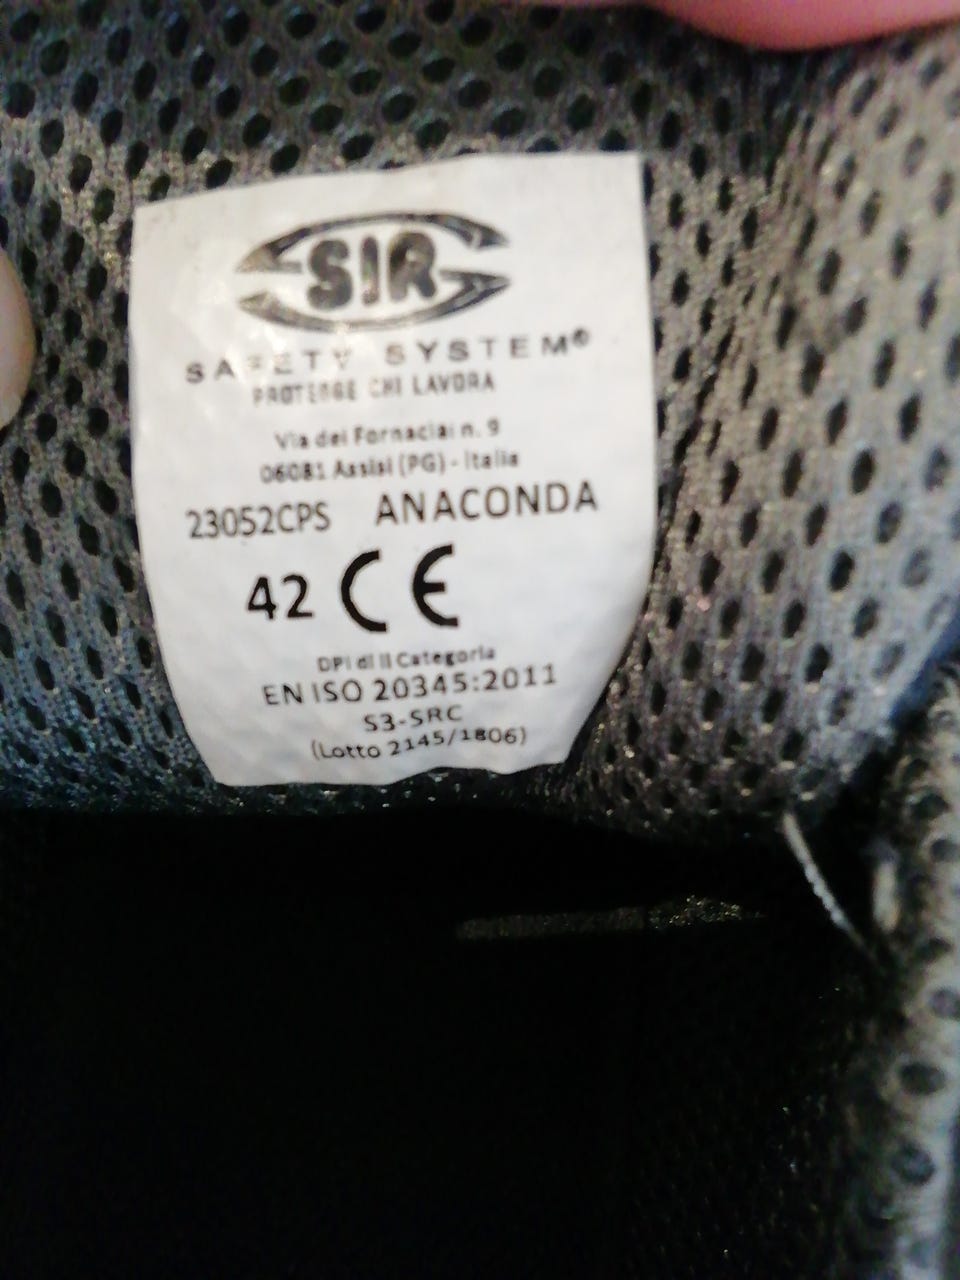 SIR
SAFETY SYSTEM®
PROTEGGE CHI LAVORA
Via dei Fornaciai n. 9
06081 Assisi (PG) - Italia
23052CPS ANACONDA
42 CE
DPI di II Categoria
EN ISO 20345:2011
S3-SRC
(Lotto 2145/1806)